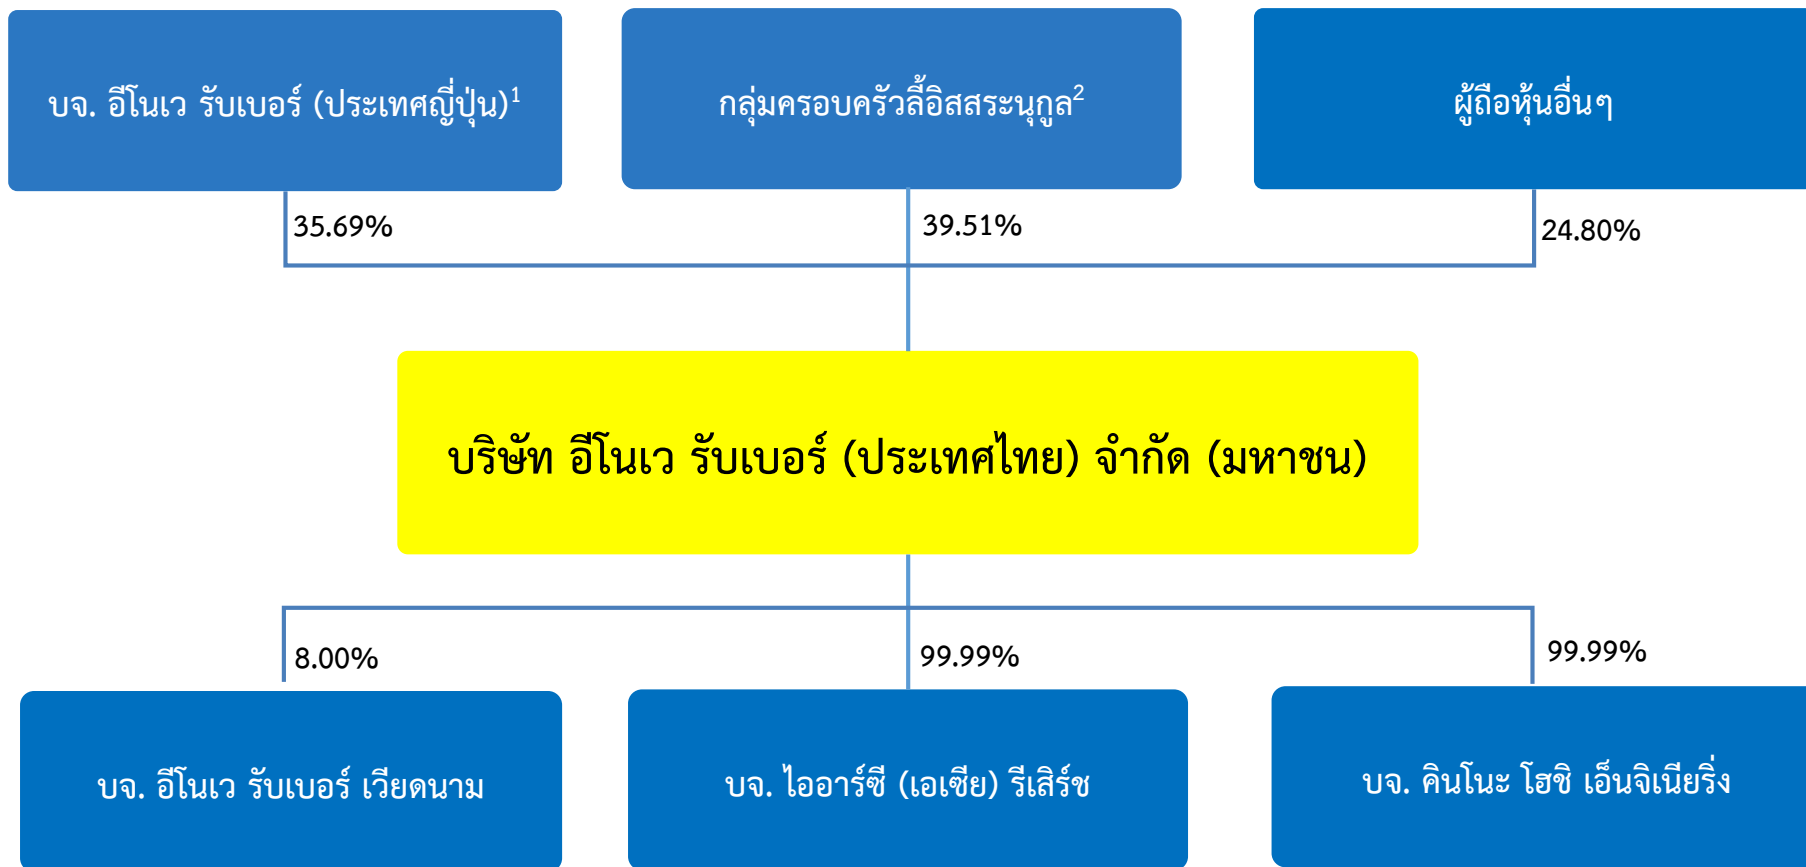 บจ. อีโนเว รับเบอร์ (ประเทศญี่ปุ่น)¹
กลุ่มครอบครัวลี้อิสสระนุกูล²
ผู้ถือหุ้นอื่นๆ
35.69%
39.51%
24.80%
บริษัท อีโนเว รับเบอร์ (ประเทศไทย) จำกัด (มหาชน)
8.00%
99.99%
99.99%
บจ. อีโนเว รับเบอร์ เวียดนาม
บจ. ไออาร์ซี (เอเซีย) รีเสิร์ช
บจ. คินโนะ โฮชิ เอ็นจิเนียริ่ง